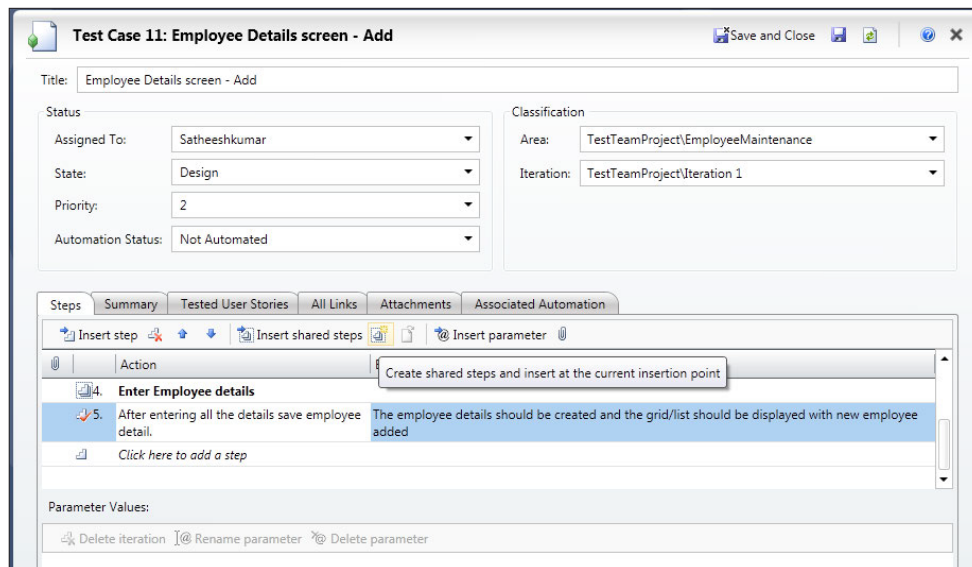 Test Case 11: Employee Details screen - Add
Save and Close
Title: Employee Details screen - Add
Status
Classification
Assigned To: Satheeshkumar
Area: TestTeamProject\EmployeeMaintenance
State: Design
Iteration: TestTeamProject\Iteration 1
Priority: 2
Automation Status: Not Automated
Steps Summary Tested User Stories All Links Attachments Associated Automation
Insert step Insert shared steps Insert parameter
Action
Create shared steps and insert at the current insertion point
4. Enter Employee details
5. After entering all the details save employee The employee details should be created and the grid/list should be displayed with new employee
detail. added
Click here to add a step
Parameter Values:
Delete iteration Rename parameter Delete parameter